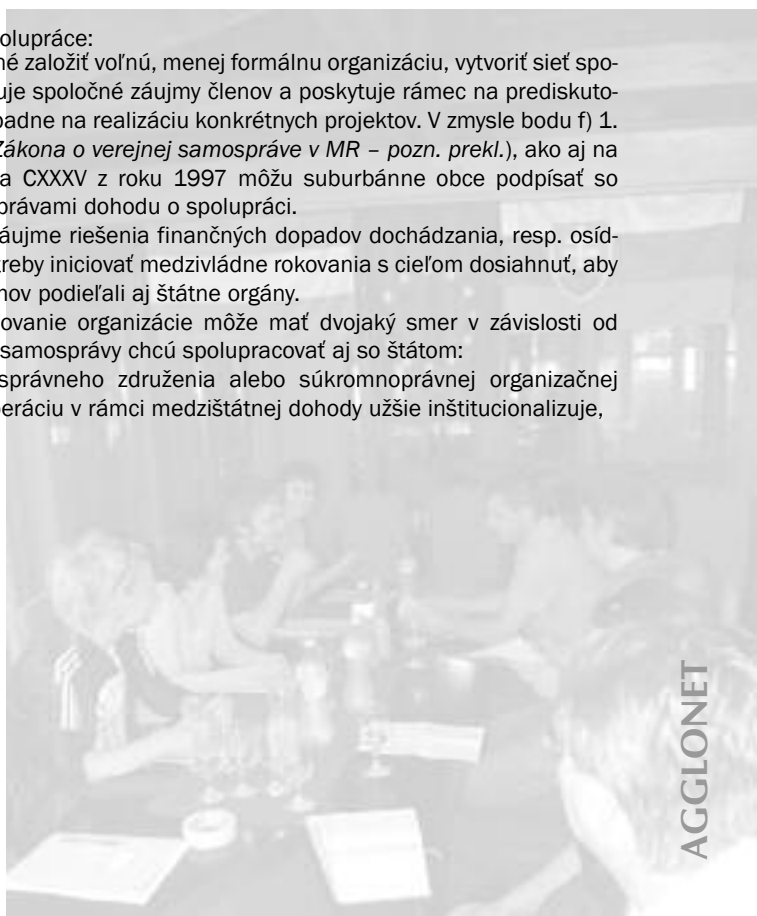 olupráce:
né založiť voľnú, menej formálnu organizáciu, vytvoriť sieť spo-
uje spoločné záujmy členov a poskytuje rámec na prediskuto-
padne na realizáciu konkrétnych projektov. V zmysle bodu f) 1.
Zákona o verejnej samospráve v MR – pozn. prekl.), ako aj na
a CXXXV z roku 1997 môžu suburbánne obce podpísať so
právami dohodu o spolupráci.
áujme riešenia finančných dopadov dochádzania, resp. osíd-
treby iniciovať medzivládne rokovania s cieľom dosiahnuť, aby
nov podieľali aj štátne orgány.
ovanie organizácie môže mať dvojaký smer v závislosti od
samosprávy chcú spolupracovať aj so štátom:
správneho združenia alebo súkromnoprávnej organizačnej
peráciu v rámci medzištátnej dohody užšie inštitucionalizuje,
AGGLONET